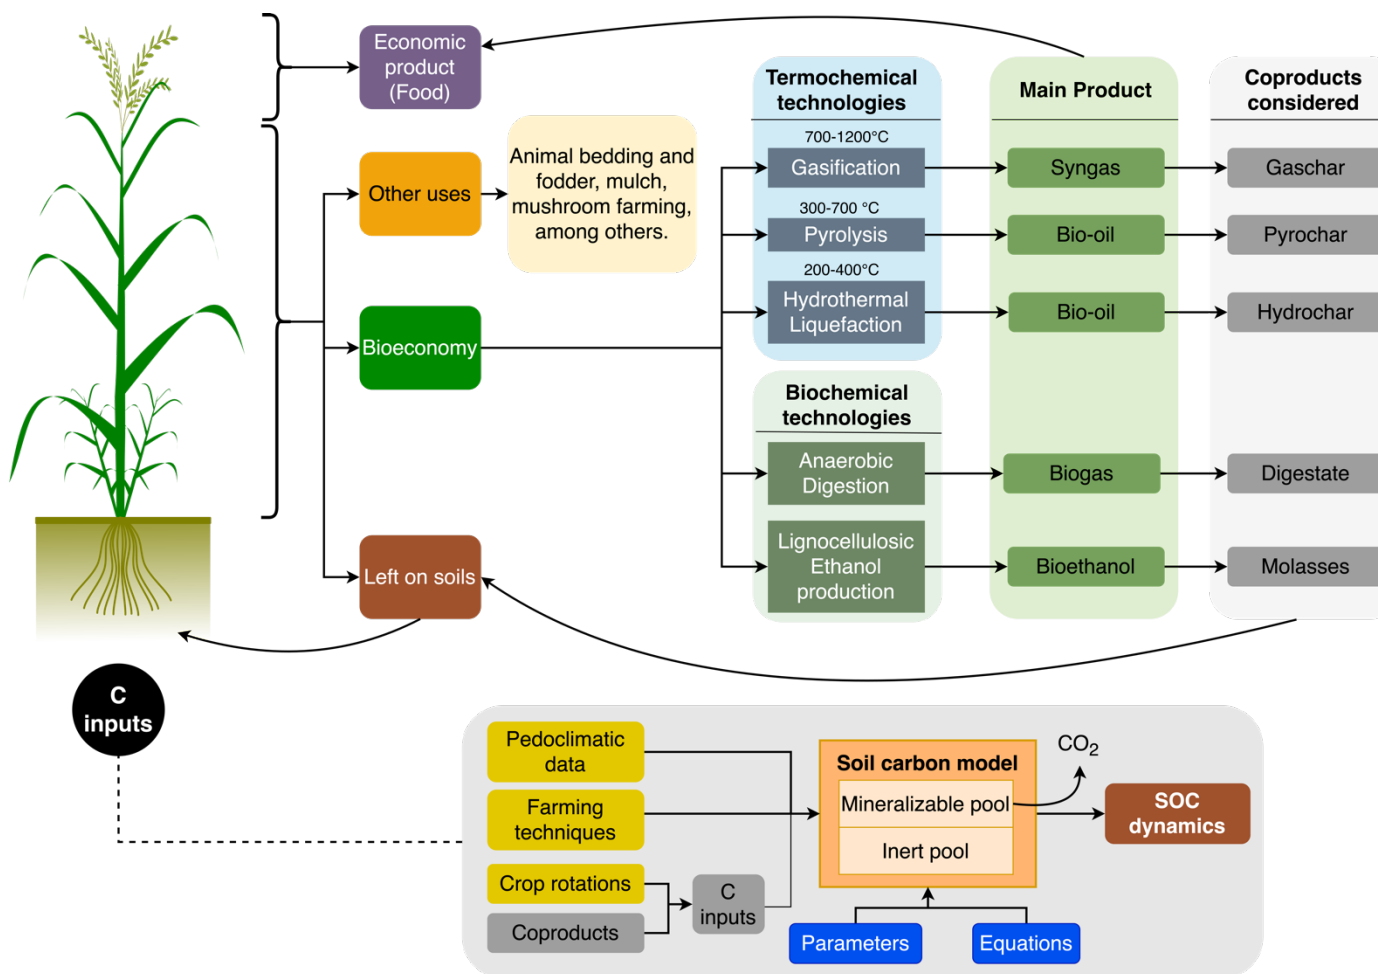 Economic
product
(Food)
Other uses
Animal bedding and
fodder, mulch,
mushroom farming,
among others.
Bioeconomy
Left on soils
Termochemical
technologies
700-1200°C
Gasification
300-700 °C
Pyrolysis
200-400°C
Hydrothermal
Liquefaction
Biochemical
technologies
Anaerobic
Digestion
Lignocellulosic
Ethanol
production
Main Product
Syngas
Bio-oil
Bio-oil
Biogas
Bioethanol
Coproducts
considered
Gaschar
Pyrochar
Hydrochar
Digestate
Molasses
C
inputs
Pedoclimatic
data
Farming
techniques
Crop rotations
Coproducts
C
inputs
Soil carbon model
Mineralizable pool
Inert pool
CO₂
SOC
dynamics
Parameters
Equations